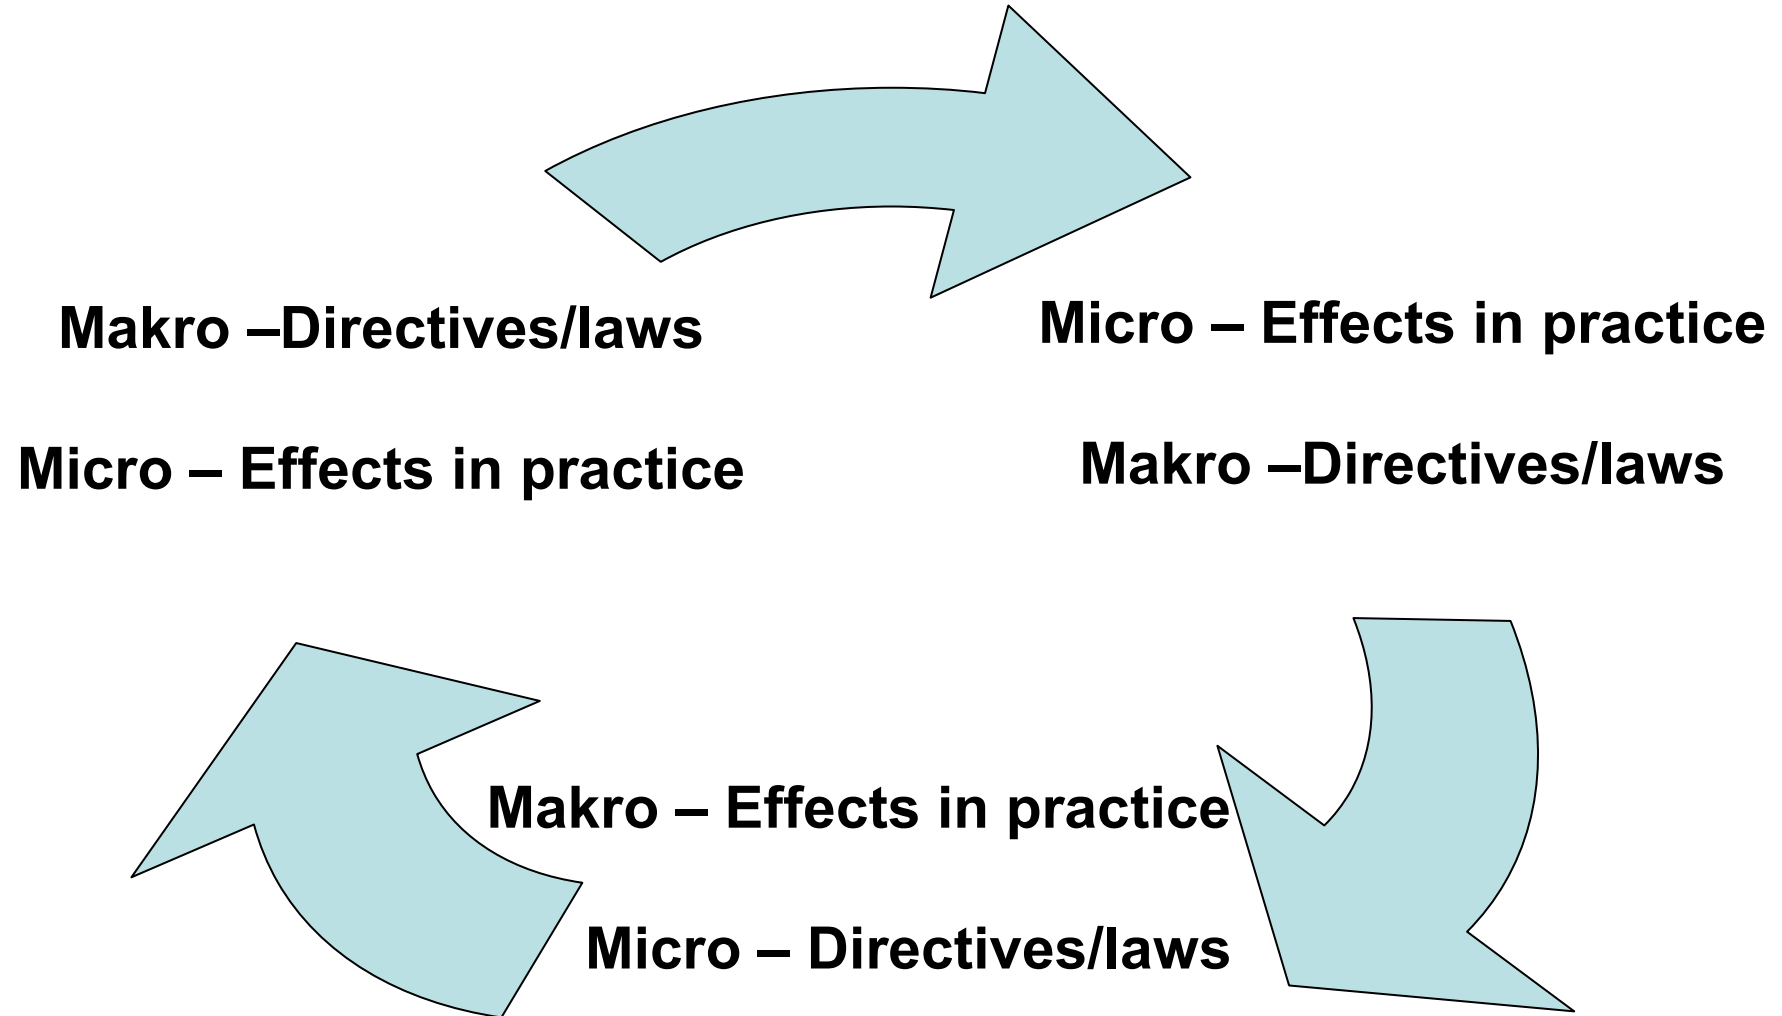 Makro –Directives/laws
Micro – Effects in practice
Micro – Effects in practice
Makro –Directives/laws
Makro – Effects in practice
Micro – Directives/laws